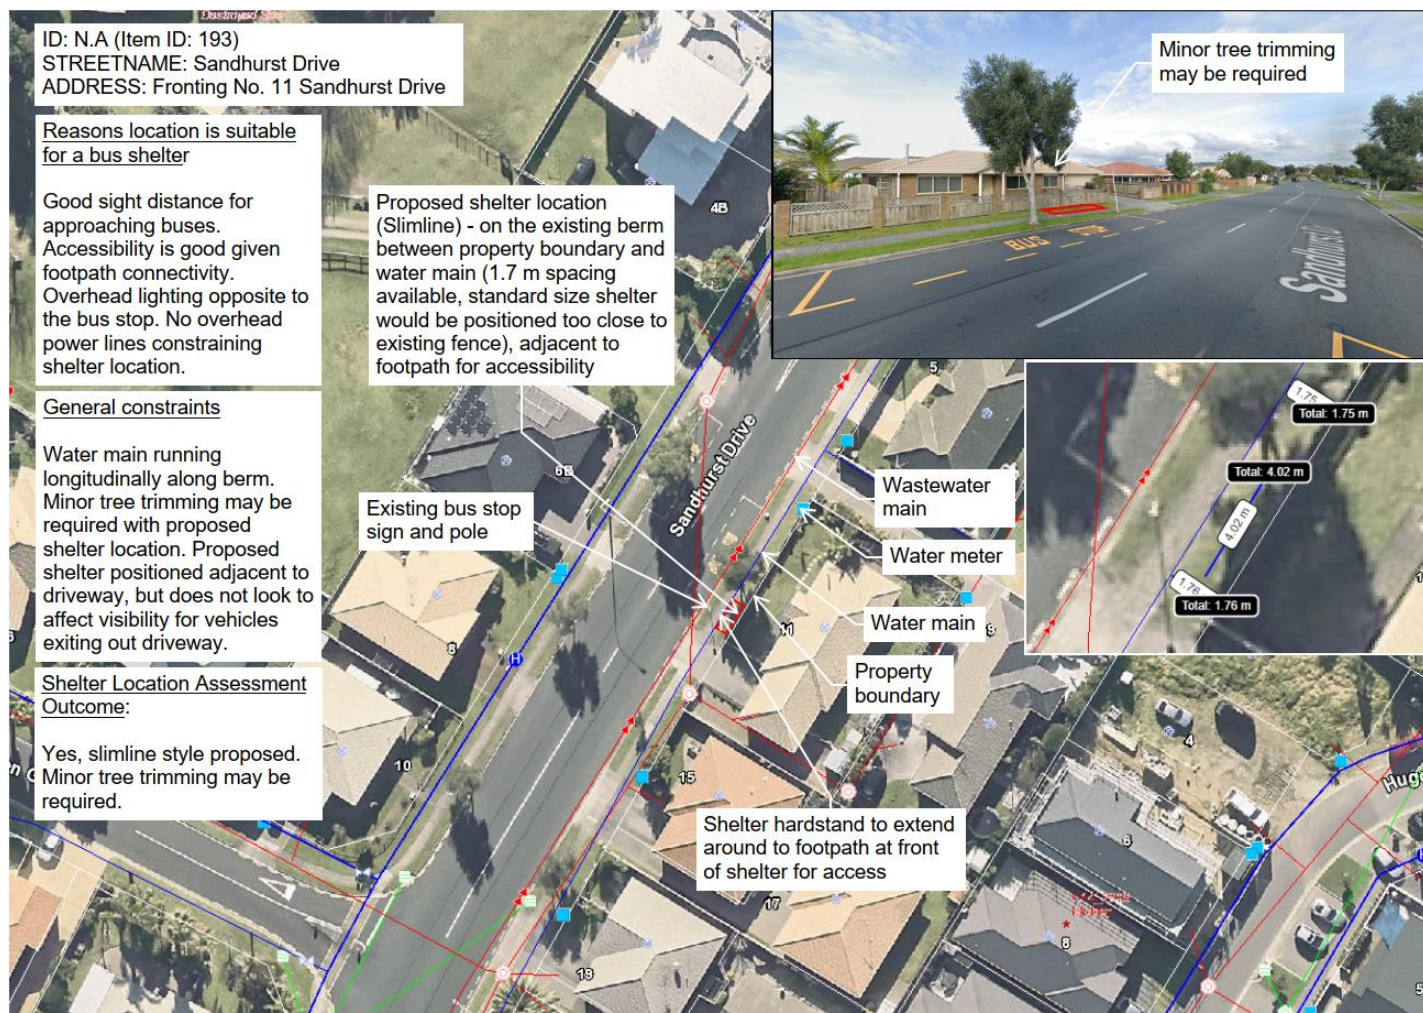 Destroyed Site
ID: N.A (Item ID: 193)
STREETNAME: Sandhurst Drive
ADDRESS: Fronting No. 11 Sandhurst Drive
Reasons location is suitable
for a bus shelter
Good sight distance for
approaching buses.
Accessibility is good given
footpath connectivity.
Overhead lighting opposite to
the bus stop. No overhead
power lines constraining
shelter location.
General constraints
Water main running
longitudinally along berm.
Minor tree trimming may be
required with proposed
shelter location. Proposed
shelter positioned adjacent to
driveway, but does not look to
affect visibility for vehicles
exiting out driveway.
Shelter Location Assessment
Outcome:
Yes, slimline style proposed.
Minor tree trimming may be
required.
Proposed shelter location
(Slimline) - on the existing berm
between property boundary and
water main (1.7 m spacing
available, standard size shelter
would be positioned too close to
existing fence), adjacent to
footpath for accessibility
Existing bus stop
sign and pole
Minor tree trimming
may be required
BUS STOP
Sandhurst Dr
1.75
Total: 1.75 m
Total: 4.02 m
4.02 m
1.76
Total: 1.76 m
Wastewater
main
Water meter
Water main
Property
boundary
Shelter hardstand to extend
around to footpath at front
of shelter for access
Sandhurst Drive
4B
6B
5
8
11
9
10
15
17
19
4
6
8
H
H
5